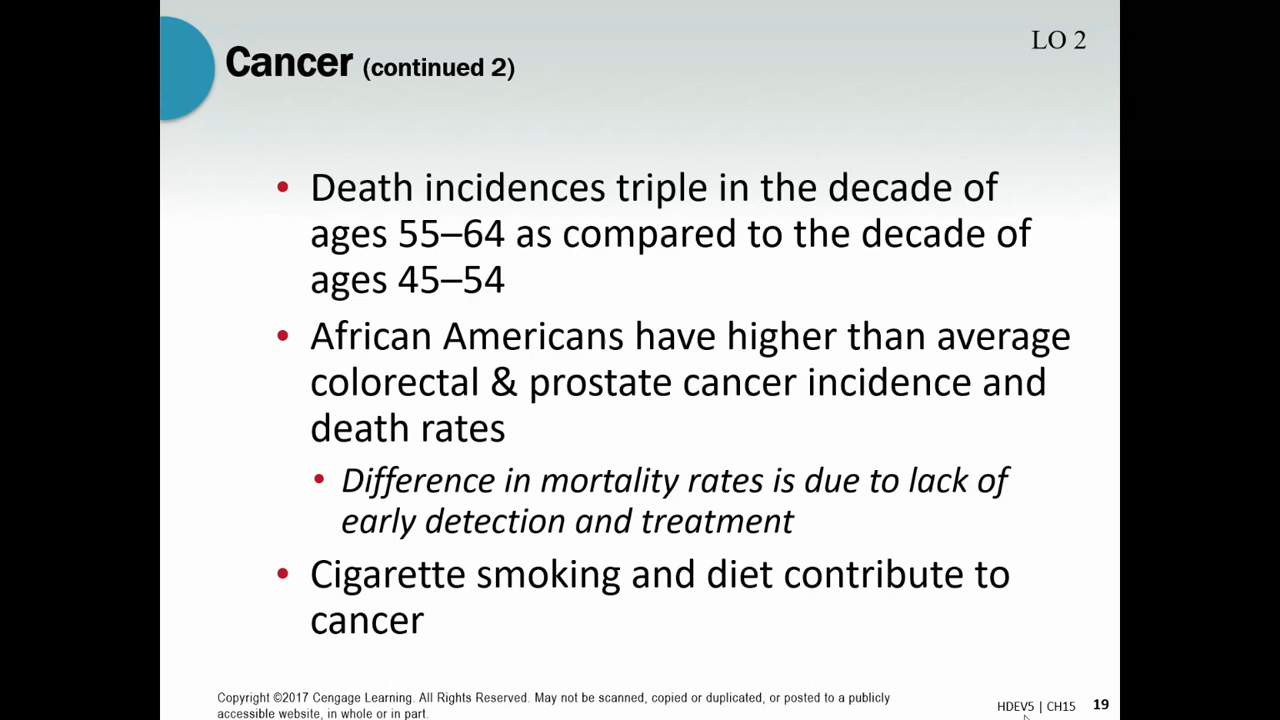 LO 2
Cancer (continued 2)
• Death incidences triple in the decade of
ages 55–64 as compared to the decade of
ages 45–54
• African Americans have higher than average
colorectal & prostate cancer incidence and
death rates
• Difference in mortality rates is due to lack of
early detection and treatment
• Cigarette smoking and diet contribute to
cancer
Copyright ©2017 Cengage Learning. All Rights Reserved. May not be scanned, copied or duplicated, or posted to a publicly
accessible website, in whole or in part.
HDEV5 | CH15 19